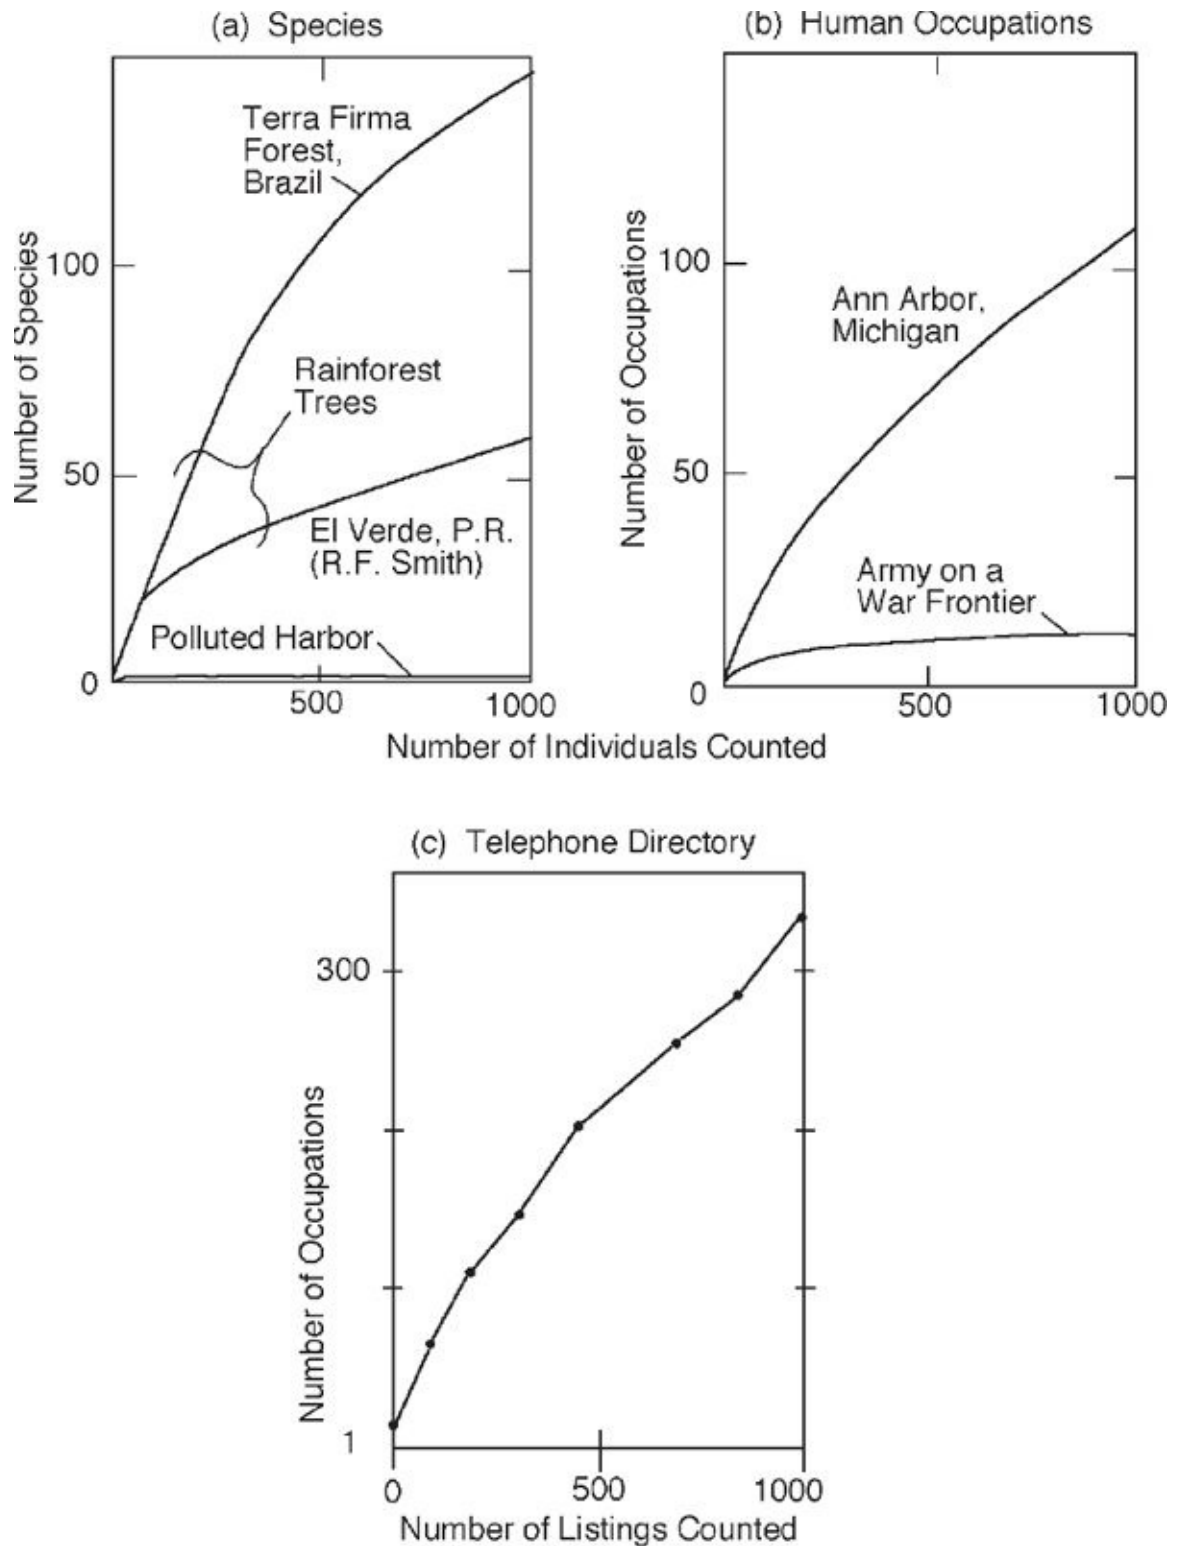 (a) Species
Terra Firma
Forest,
Brazil
Number of Species
100
Rainforest
Trees
50
El Verde, P.R.
(R.F. Smith)
Polluted Harbor
0
500
1000
(b) Human Occupations
Number of Occupations
100
Ann Arbor,
Michigan
50
Army on a
War Frontier
0
500
1000
Number of Individuals Counted
(c) Telephone Directory
300
Number of Occupations
1
0
500
1000
Number of Listings Counted